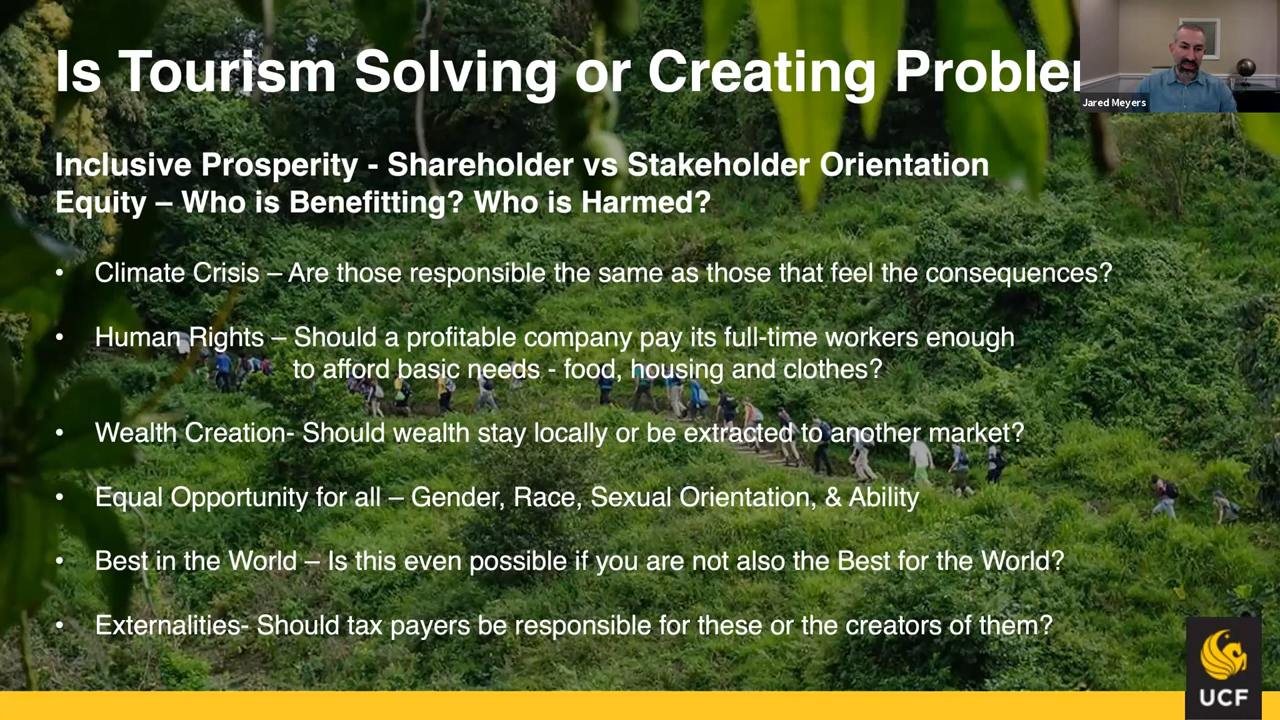 Is Tourism Solving or Creating
Jared Meyers
Inclusive Prosperity - Shareholder vs Stakeholder Orientation
Equity – Who is Benefitting? Who is Harmed?
• Climate Crisis – Are those responsible the same as those that feel the consequences?
• Human Rights – Should a profitable company pay its full-time workers enough
to afford basic needs - food, housing and clothes?
• Wealth Creation- Should wealth stay locally or be extracted to another market?
• Equal Opportunity for all – Gender, Race, Sexual Orientation, & Ability
• Best in the World – Is this even possible if you are not also the Best for the World?
• Externalities- Should tax payers be responsible for these or the creators of them?
UCF